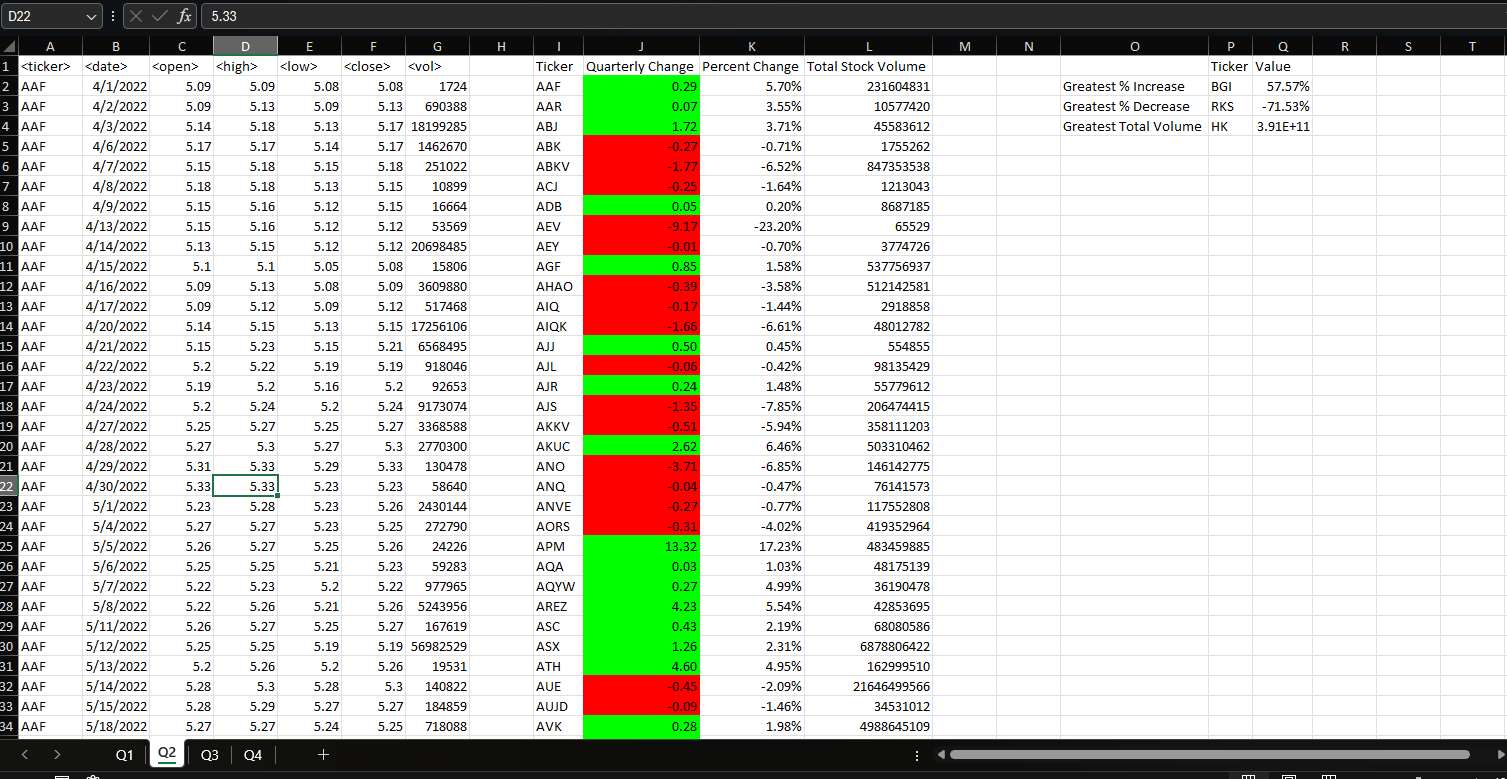 D22 fx 5.33
A B C D E F G H I J K L M N O P Q R S T
1 <ticker> <date> <open> <high> <low> <close> <vol> Ticker Quarterly Change Percent Change Total Stock Volume Ticker Value
2 AAF 4/1/2022 5.09 5.09 5.08 5.08 1724 AAF 0.29 5.70% 231604831 Greatest % Increase BGI 57.57%
3 AAF 4/2/2022 5.09 5.13 5.09 5.13 690388 AAR 0.07 3.55% 10577420 Greatest % Decrease RKS -71.53%
4 AAF 4/3/2022 5.14 5.18 5.13 5.17 18199285 ABJ 1.72 3.71% 45583612 Greatest Total Volume HK 3.91E+11
5 AAF 4/6/2022 5.17 5.17 5.14 5.17 1462670 ABK -0.27 -0.71% 1755262
6 AAF 4/7/2022 5.15 5.18 5.15 5.18 251022 ABKV -1.77 -6.52% 847353538
7 AAF 4/8/2022 5.18 5.18 5.13 5.15 10899 ACJ -0.25 -1.64% 1213043
8 AAF 4/9/2022 5.15 5.16 5.12 5.15 16664 ADB 0.05 0.20% 8687185
9 AAF 4/13/2022 5.15 5.16 5.12 5.12 53569 AEV -9.17 -23.20% 65529
10 AAF 4/14/2022 5.13 5.15 5.12 5.12 20698485 AEY -0.01 -0.70% 3774726
11 AAF 4/15/2022 5.1 5.1 5.05 5.08 15806 AGF 0.85 1.58% 537756937
12 AAF 4/16/2022 5.09 5.13 5.08 5.09 3609880 AHAO -0.39 -3.58% 512142581
13 AAF 4/17/2022 5.09 5.12 5.09 5.12 517468 AIQ -0.17 -1.44% 2918858
14 AAF 4/20/2022 5.14 5.15 5.13 5.15 17256106 AIQK -1.66 -6.61% 48012782
15 AAF 4/21/2022 5.15 5.23 5.15 5.21 6568495 AJJ 0.50 0.45% 554855
16 AAF 4/22/2022 5.2 5.22 5.19 5.19 918046 AJL -0.06 -0.42% 98135429
17 AAF 4/23/2022 5.19 5.2 5.16 5.2 92653 AJR 0.24 1.48% 55779612
18 AAF 4/24/2022 5.2 5.24 5.2 5.24 9173074 AJS -1.35 -7.85% 206474415
19 AAF 4/27/2022 5.25 5.27 5.25 5.27 3368588 AKKV -0.51 -5.94% 358111203
20 AAF 4/28/2022 5.27 5.3 5.27 5.3 2770300 AKUC 2.62 6.46% 503310462
21 AAF 4/29/2022 5.31 5.33 5.29 5.33 130478 ANO -3.71 -6.85% 146142775
22 AAF 4/30/2022 5.33 5.33 5.23 5.23 58640 ANQ -0.04 -0.47% 76141573
23 AAF 5/1/2022 5.23 5.28 5.23 5.26 2430144 ANVE -0.27 -0.77% 117552808
24 AAF 5/4/2022 5.27 5.27 5.23 5.25 272790 AORS -0.31 -4.02% 419352964
25 AAF 5/5/2022 5.26 5.27 5.25 5.26 24226 APM 13.32 17.23% 483459885
26 AAF 5/6/2022 5.25 5.25 5.21 5.23 59283 AQA 0.03 1.03% 48175139
27 AAF 5/7/2022 5.22 5.23 5.2 5.22 977965 AQYW 0.27 4.99% 36190478
28 AAF 5/8/2022 5.22 5.26 5.21 5.26 5243956 AREZ 4.23 5.54% 42853695
29 AAF 5/11/2022 5.26 5.27 5.25 5.27 167619 ASC 0.43 2.19% 68080586
30 AAF 5/12/2022 5.25 5.25 5.19 5.19 56982529 ASX 1.26 2.31% 6878806422
31 AAF 5/13/2022 5.2 5.26 5.2 5.26 19531 ATH 4.60 4.95% 162999510
32 AAF 5/14/2022 5.28 5.3 5.28 5.3 140822 AUE -0.45 -2.09% 21646499566
33 AAF 5/15/2022 5.28 5.29 5.27 5.27 184859 AUJD -0.09 -1.46% 34531012
34 AAF 5/18/2022 5.27 5.27 5.24 5.25 718088 AVK 0.28 1.98% 4988645109
Q1 Q2 Q3 Q4 +